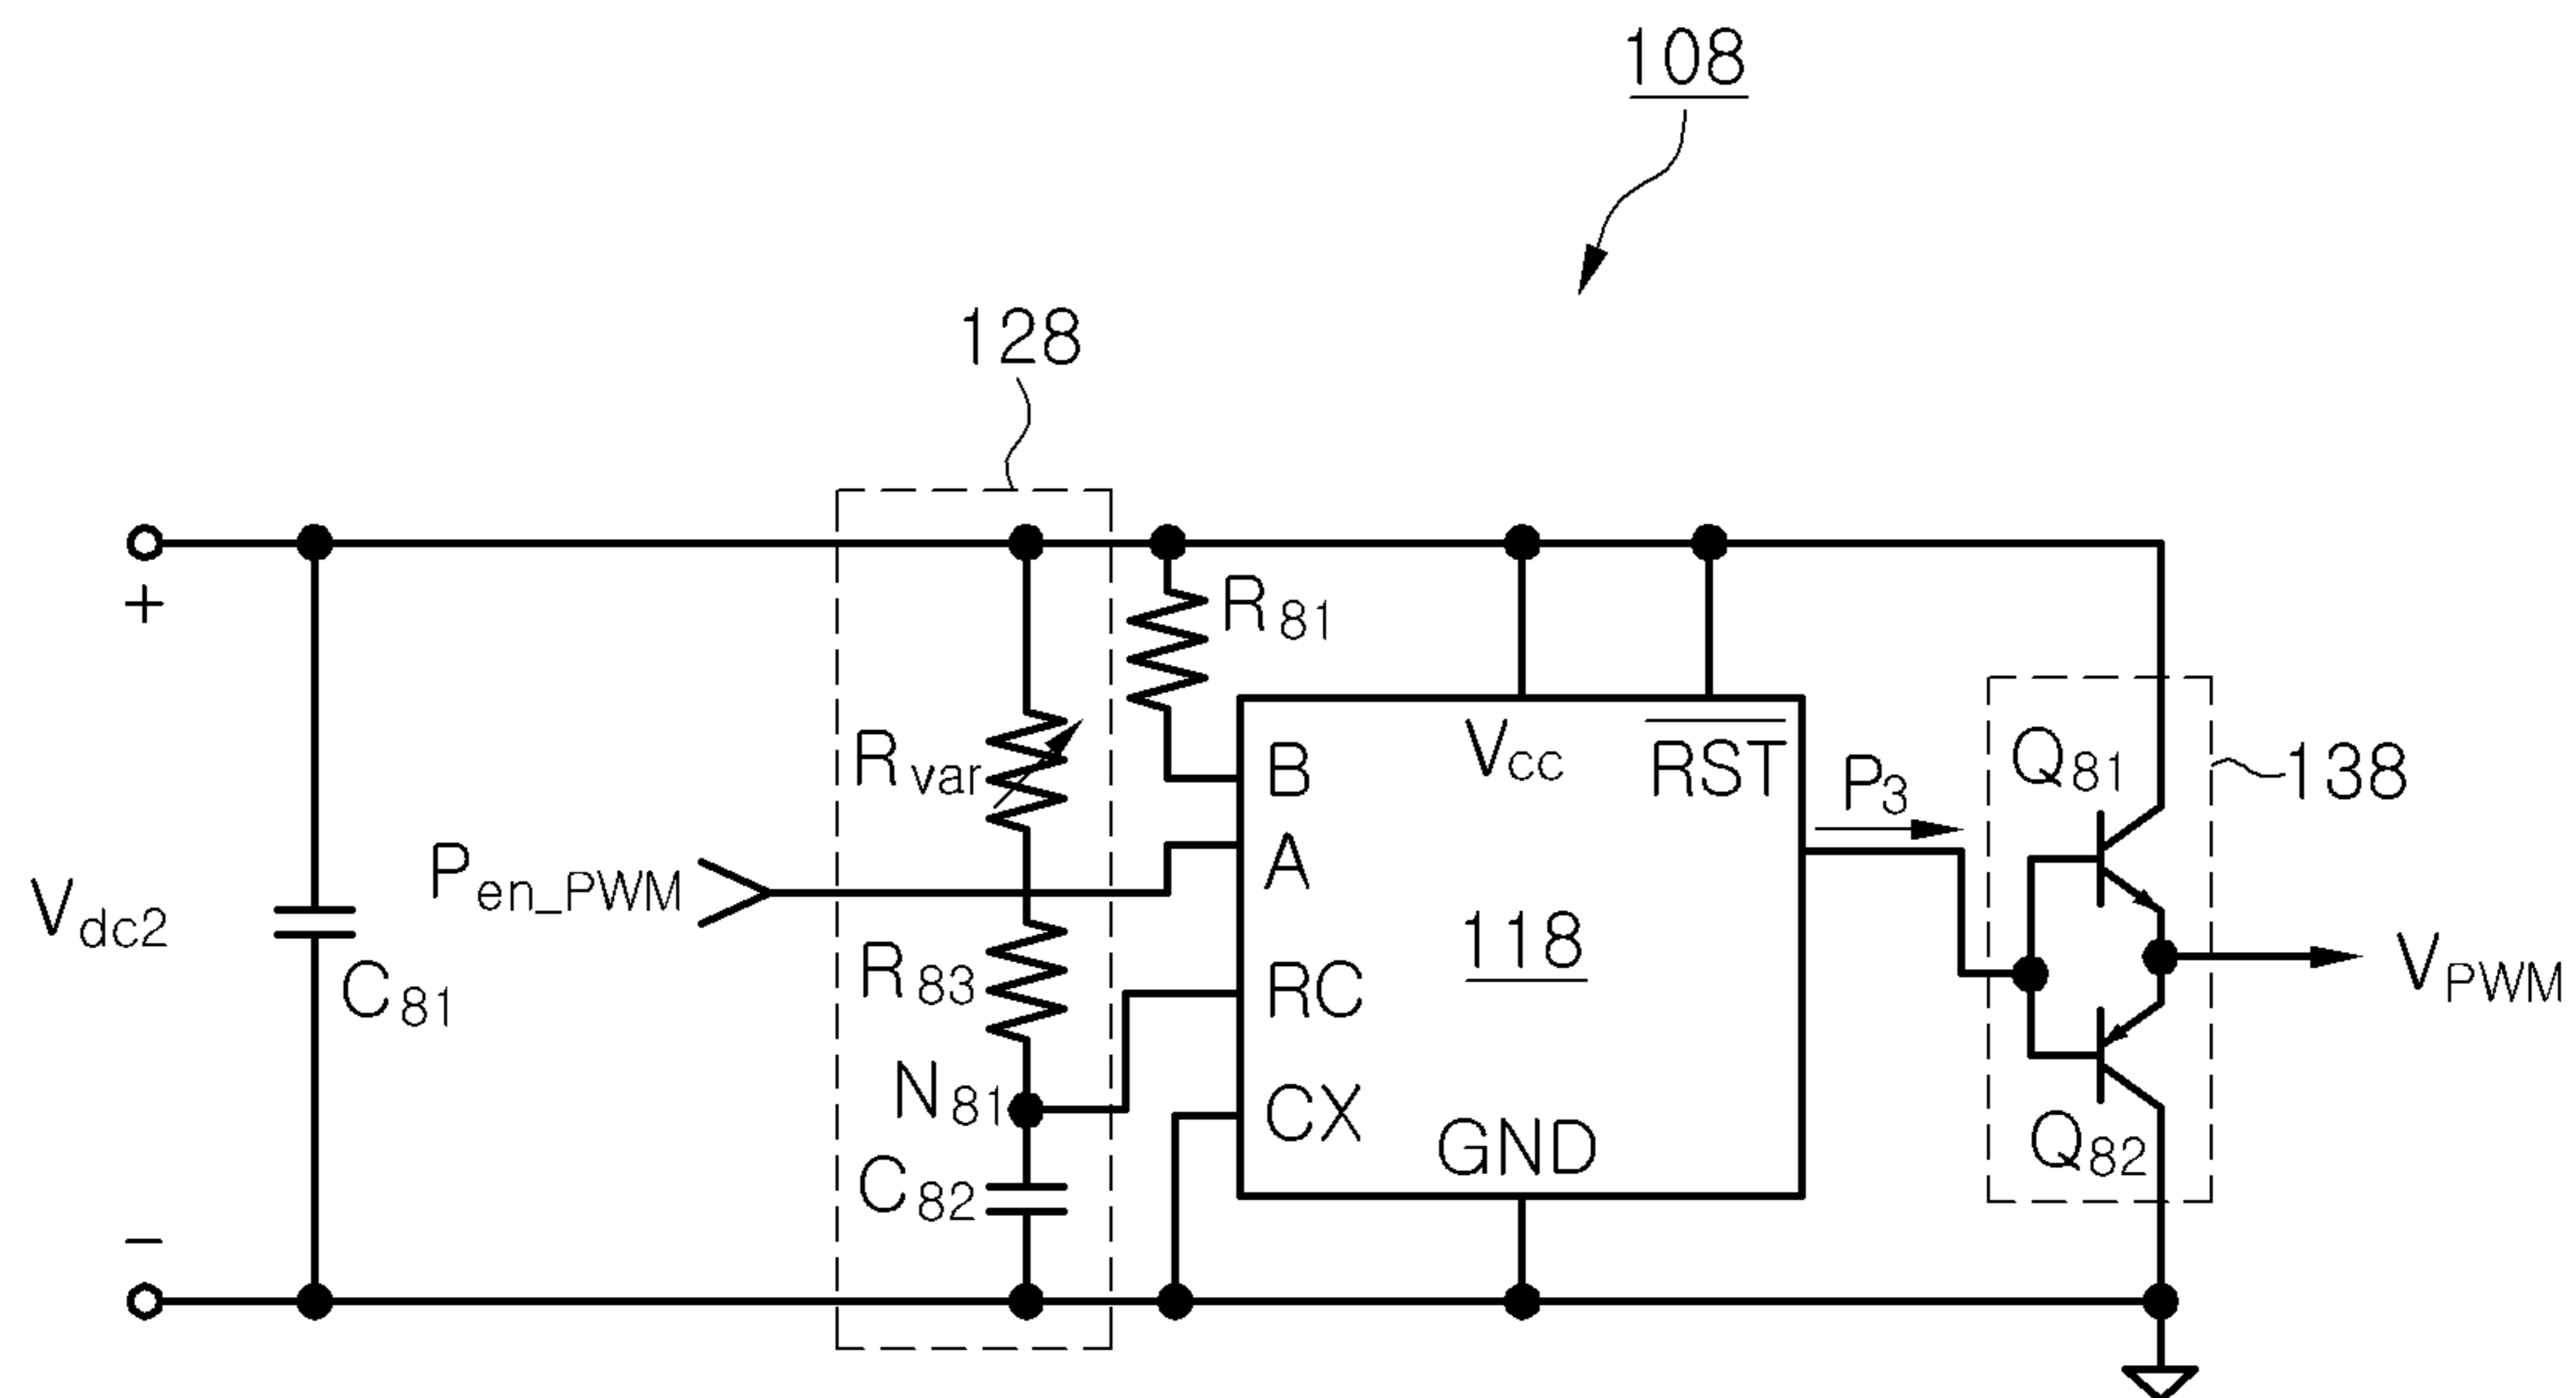 108
128
+
R81
Rvar
B
Vcc
RST
P3
Q81
138
Pen_PWM
A
Vdc2
C81
R83
RC
118
VPWM
N81
CX
GND
Q82
C82
−